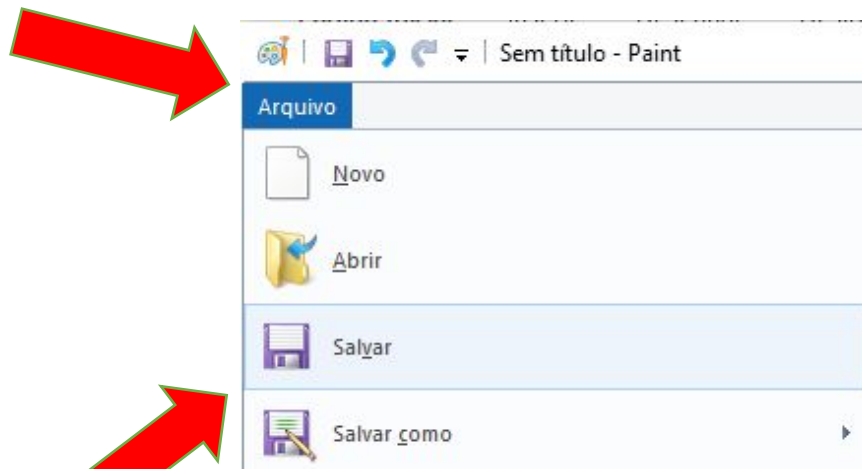 Sem título - Paint
Arquivo
Novo
Abrir
Salvar
Salvar como